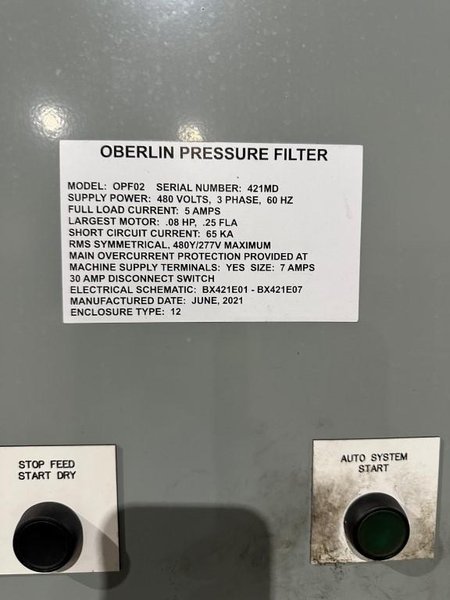 OBERLIN PRESSURE FILTER
MODEL: OPF02 SERIAL NUMBER: 421MD
SUPPLY POWER: 480 VOLTS, 3 PHASE, 60 HZ
FULL LOAD CURRENT: 5 AMPS
LARGEST MOTOR: .08 HP, .25 FLA
SHORT CIRCUIT CURRENT: 65 KA
RMS SYMMETRICAL, 480Y/277V MAXIMUM
MAIN OVERCURRENT PROTECTION PROVIDED AT
MACHINE SUPPLY TERMINALS: YES SIZE: 7 AMPS
30 AMP DISCONNECT SWITCH
ELECTRICAL SCHEMATIC: BX421E01 - BX421E07
MANUFACTURED DATE: JUNE, 2021
ENCLOSURE TYPE: 12
STOP FEED
START DRY
AUTO SYSTEM
START